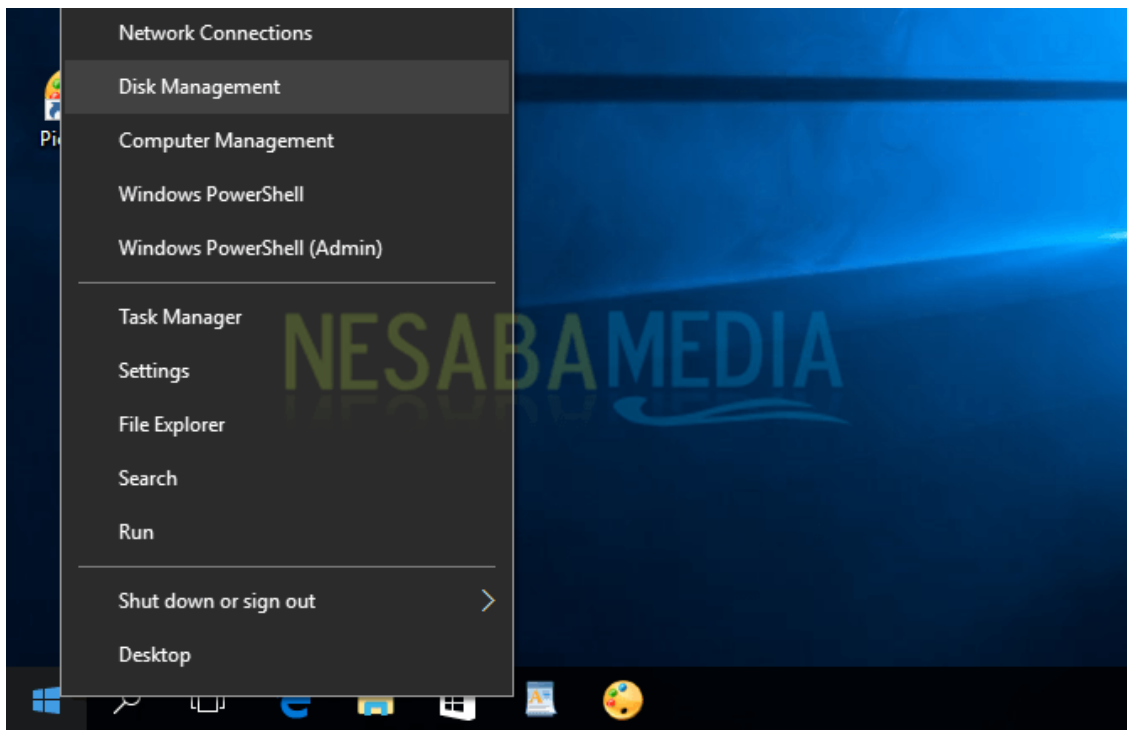 Network Connections
Disk Management
Computer Management
Windows PowerShell
Windows PowerShell (Admin)
Task Manager
Settings
File Explorer
Search
Run
Shut down or sign out
Desktop
NESABAMEDIA